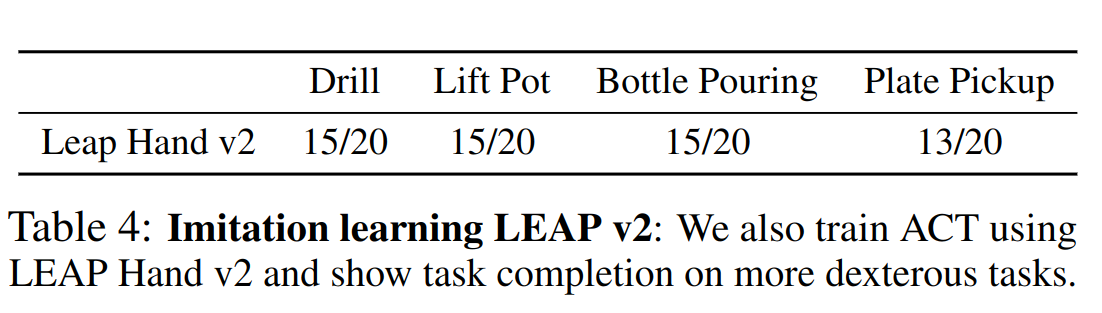 Drill Lift Pot Bottle Pouring Plate Pickup
Leap Hand v2 15/20 15/20 15/20 13/20
Table 4: Imitation learning LEAP v2: We also train ACT using
LEAP Hand v2 and show task completion on more dexterous tasks.